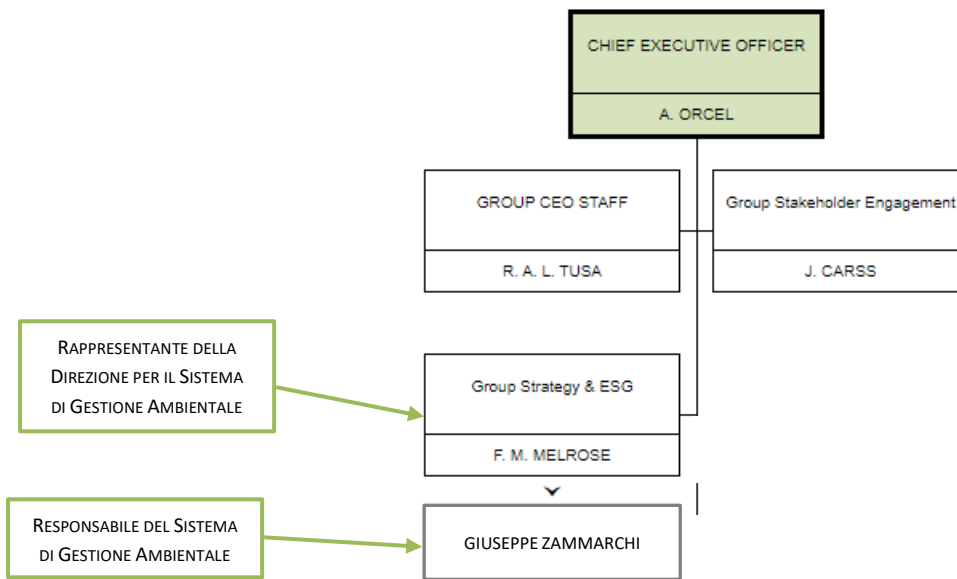 CHIEF EXECUTIVE OFFICER
A. ORCEL
GROUP CEO STAFF
R. A. L. TUSA
Group Stakeholder Engagement
J. CARSS
RAPPRESENTANTE DELLA
DIREZIONE PER IL SISTEMA
DI GESTIONE AMBIENTALE
Group Strategy & ESG
F. M. MELROSE
RESPONSABILE DEL SISTEMA
DI GESTIONE AMBIENTALE
GIUSEPPE ZAMMARCHI